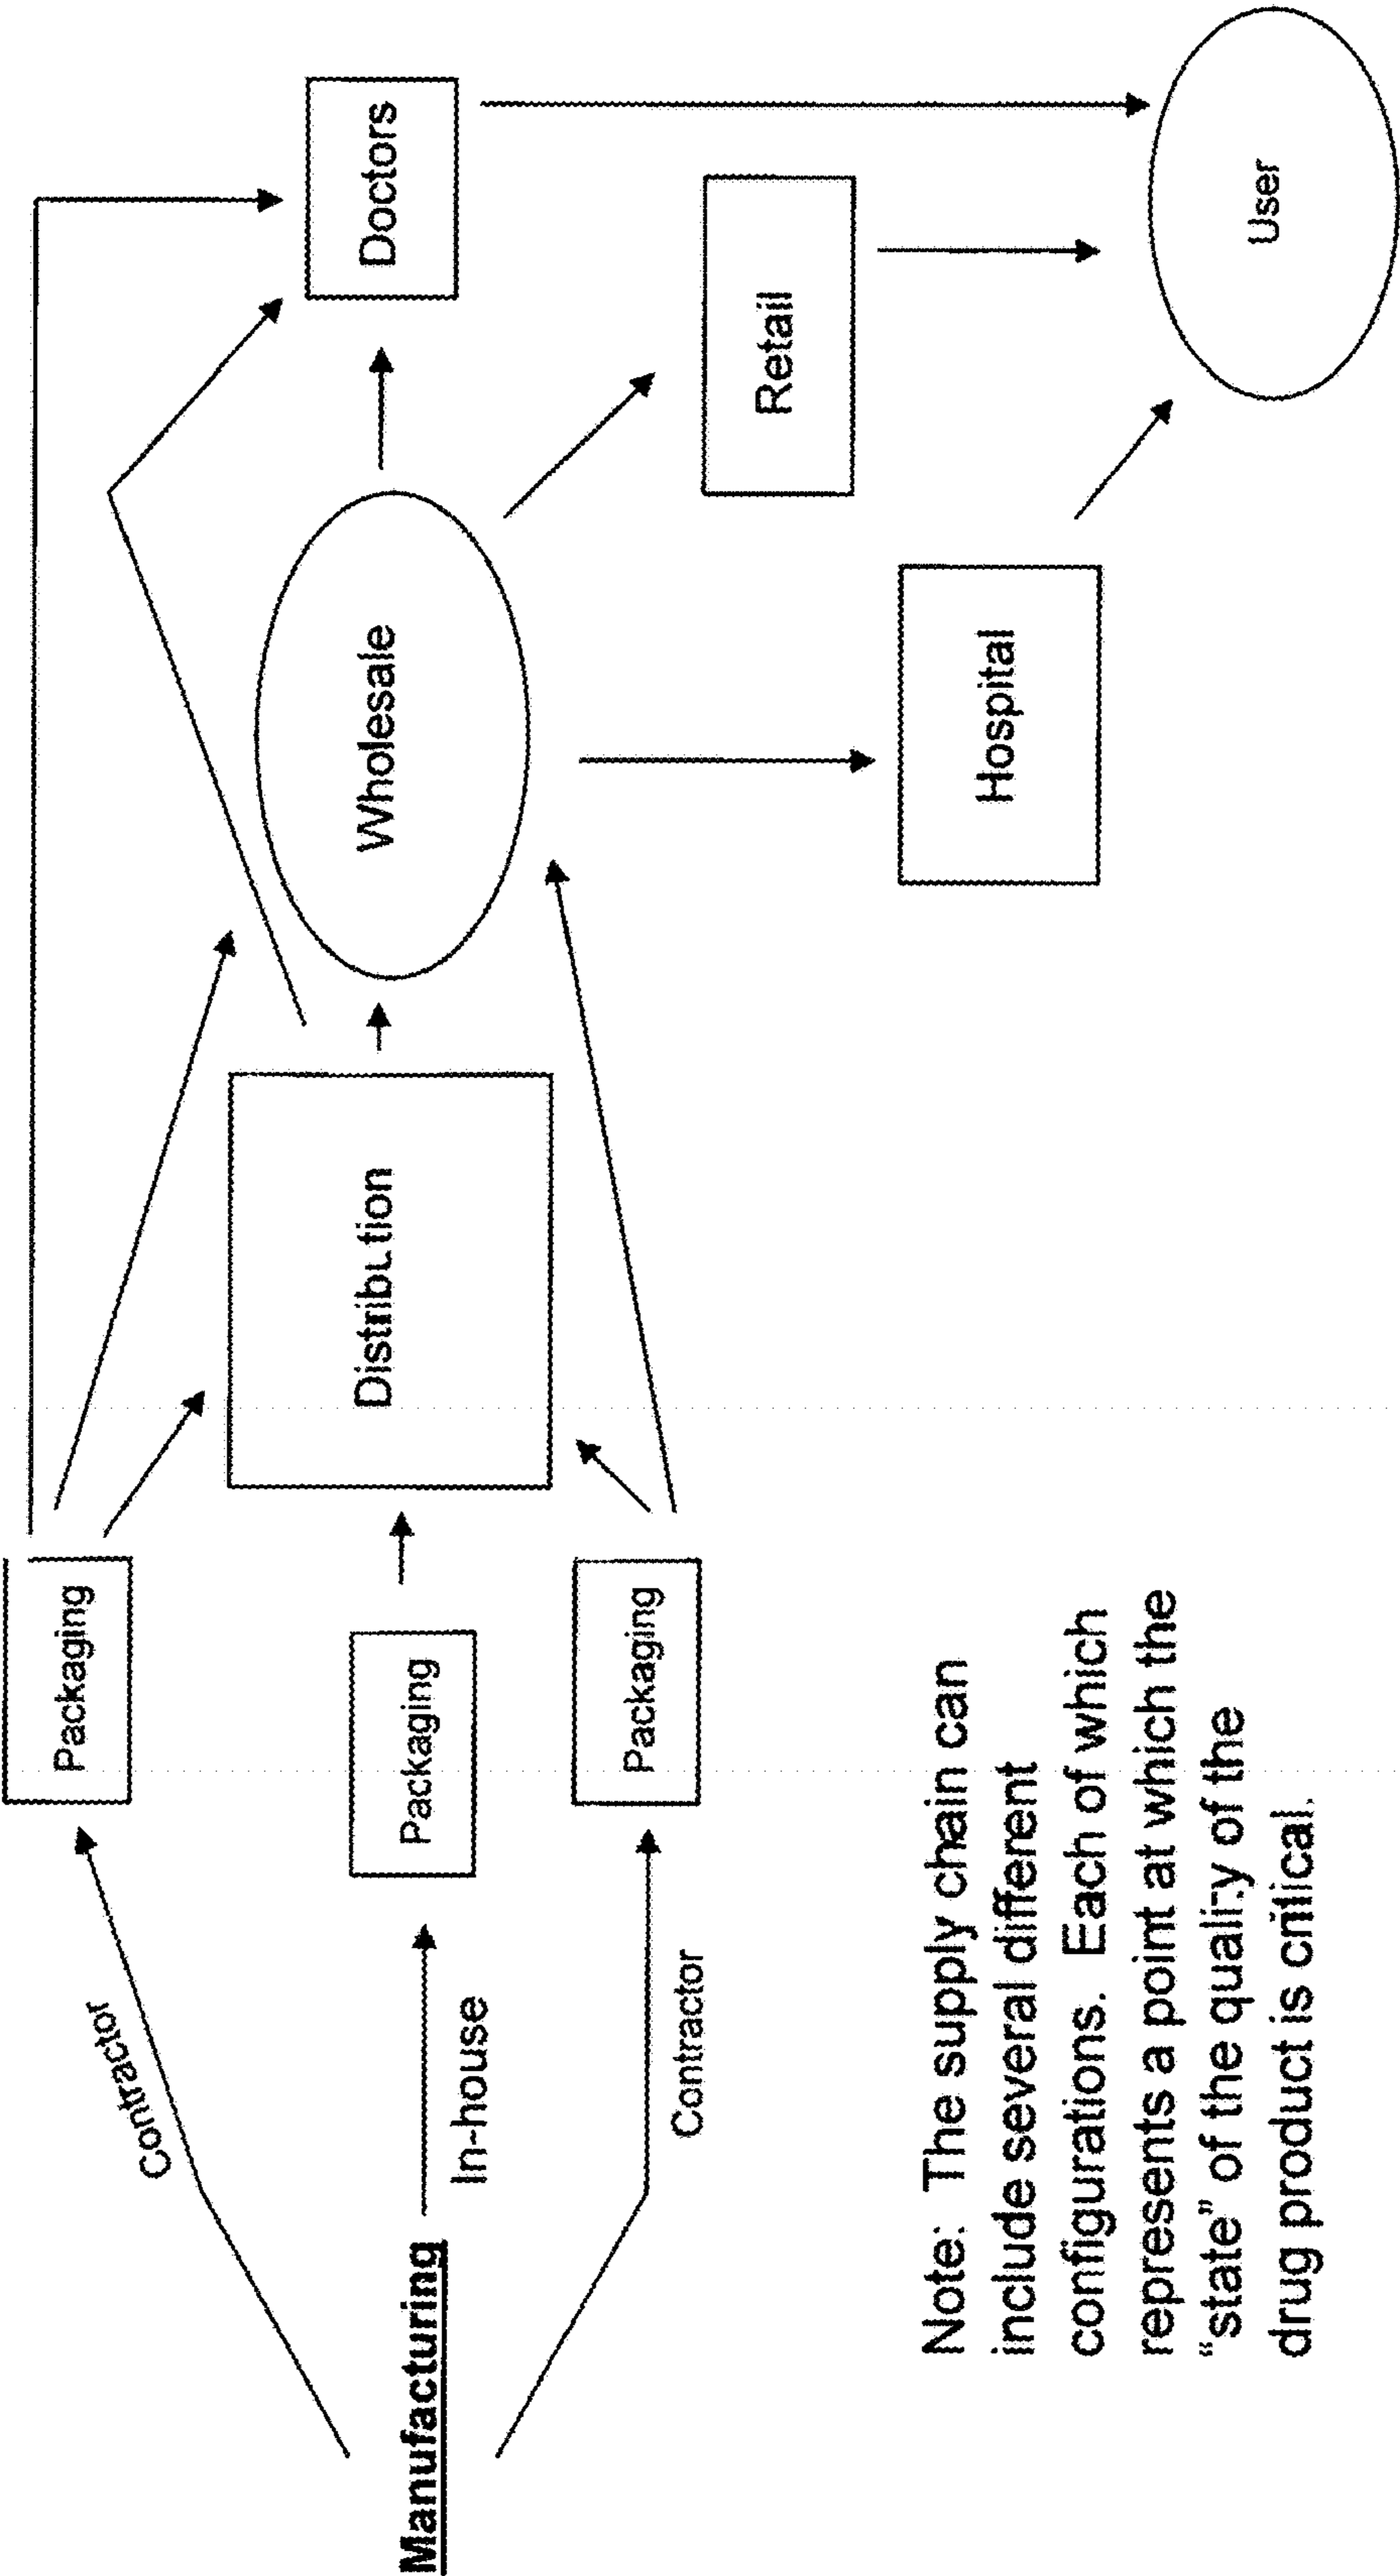 Manufacturing
Contractor
In-house
Contractor
Packaging
Packaging
Packaging
Distribution
Wholesale
Doctors
Retail
Hospital
User
Note: The supply chain can
include several different
configurations. Each of which
represents a point at which the
“state” of the quality of the
drug product is critical.